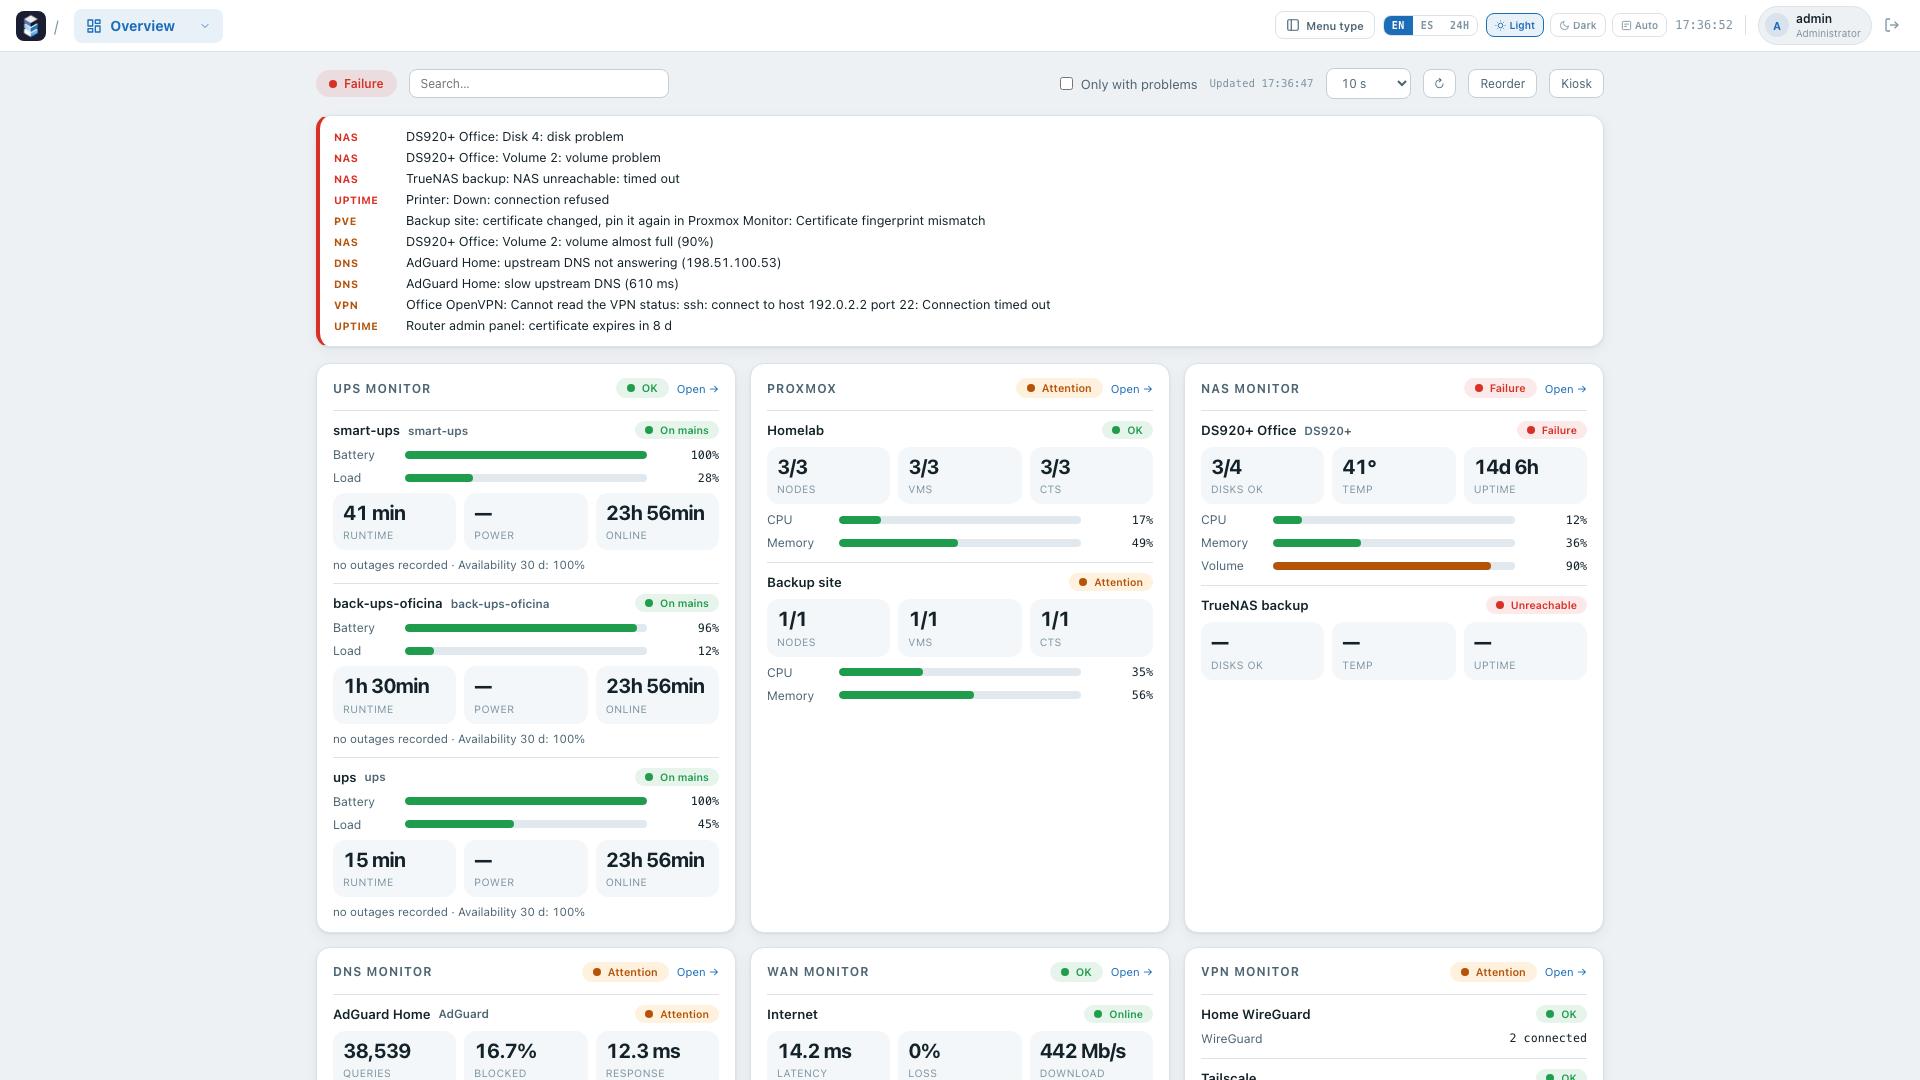 / Overview Menu type EN ES 24H Light Dark Auto 17:36:52 A admin Administrator
Failure Search... Only with problems Updated 17:36:47 10 s ↻ Reorder Kiosk
NAS DS920+ Office: Disk 4: disk problem
NAS DS920+ Office: Volume 2: volume problem
NAS TrueNAS backup: NAS unreachable: timed out
UPTIME Printer: Down: connection refused
PVE Backup site: certificate changed, pin it again in Proxmox Monitor: Certificate fingerprint mismatch
NAS DS920+ Office: Volume 2: volume almost full (90%)
DNS AdGuard Home: upstream DNS not answering (198.51.100.53)
DNS AdGuard Home: slow upstream DNS (610 ms)
VPN Office OpenVPN: Cannot read the VPN status: ssh: connect to host 192.0.2.2 port 22: Connection timed out
UPTIME Router admin panel: certificate expires in 8 d
UPS MONITOR OK Open →
smart-ups smart-ups On mains
Battery 100%
Load 28%
41 min — 23h 56min
RUNTIME POWER ONLINE
no outages recorded · Availability 30 d: 100%
back-ups-oficina back-ups-oficina On mains
Battery 96%
Load 12%
1h 30min — 23h 56min
RUNTIME POWER ONLINE
no outages recorded · Availability 30 d: 100%
ups ups On mains
Battery 100%
Load 45%
15 min — 23h 56min
RUNTIME POWER ONLINE
no outages recorded · Availability 30 d: 100%
PROXMOX Attention Open →
Homelab OK
3/3 3/3 3/3
NODES VMS CTS
CPU 17%
Memory 49%
Backup site Attention
1/1 1/1 1/1
NODES VMS CTS
CPU 35%
Memory 56%
NAS MONITOR Failure Open →
DS920+ Office DS920+ Failure
3/4 41° 14d 6h
DISKS OK TEMP UPTIME
CPU 12%
Memory 36%
Volume 90%
TrueNAS backup Unreachable
— — —
DISKS OK TEMP UPTIME
DNS MONITOR Attention Open →
AdGuard Home AdGuard Attention
38,539 16.7% 12.3 ms
QUERIES BLOCKED RESPONSE
WAN MONITOR OK Open →
Internet Online
14.2 ms 0% 442 Mb/s
LATENCY LOSS DOWNLOAD
VPN MONITOR Attention Open →
Home WireGuard OK
WireGuard 2 connected
Tailscale OK